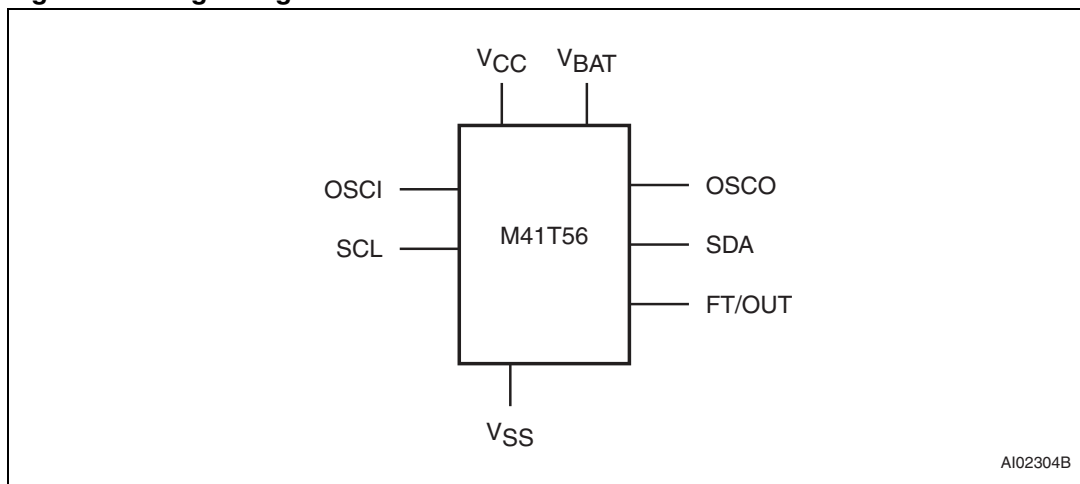 VCC VBAT
OSCI OSCO
M41T56
SCL SDA
FT/OUT
VSS
AI02304B